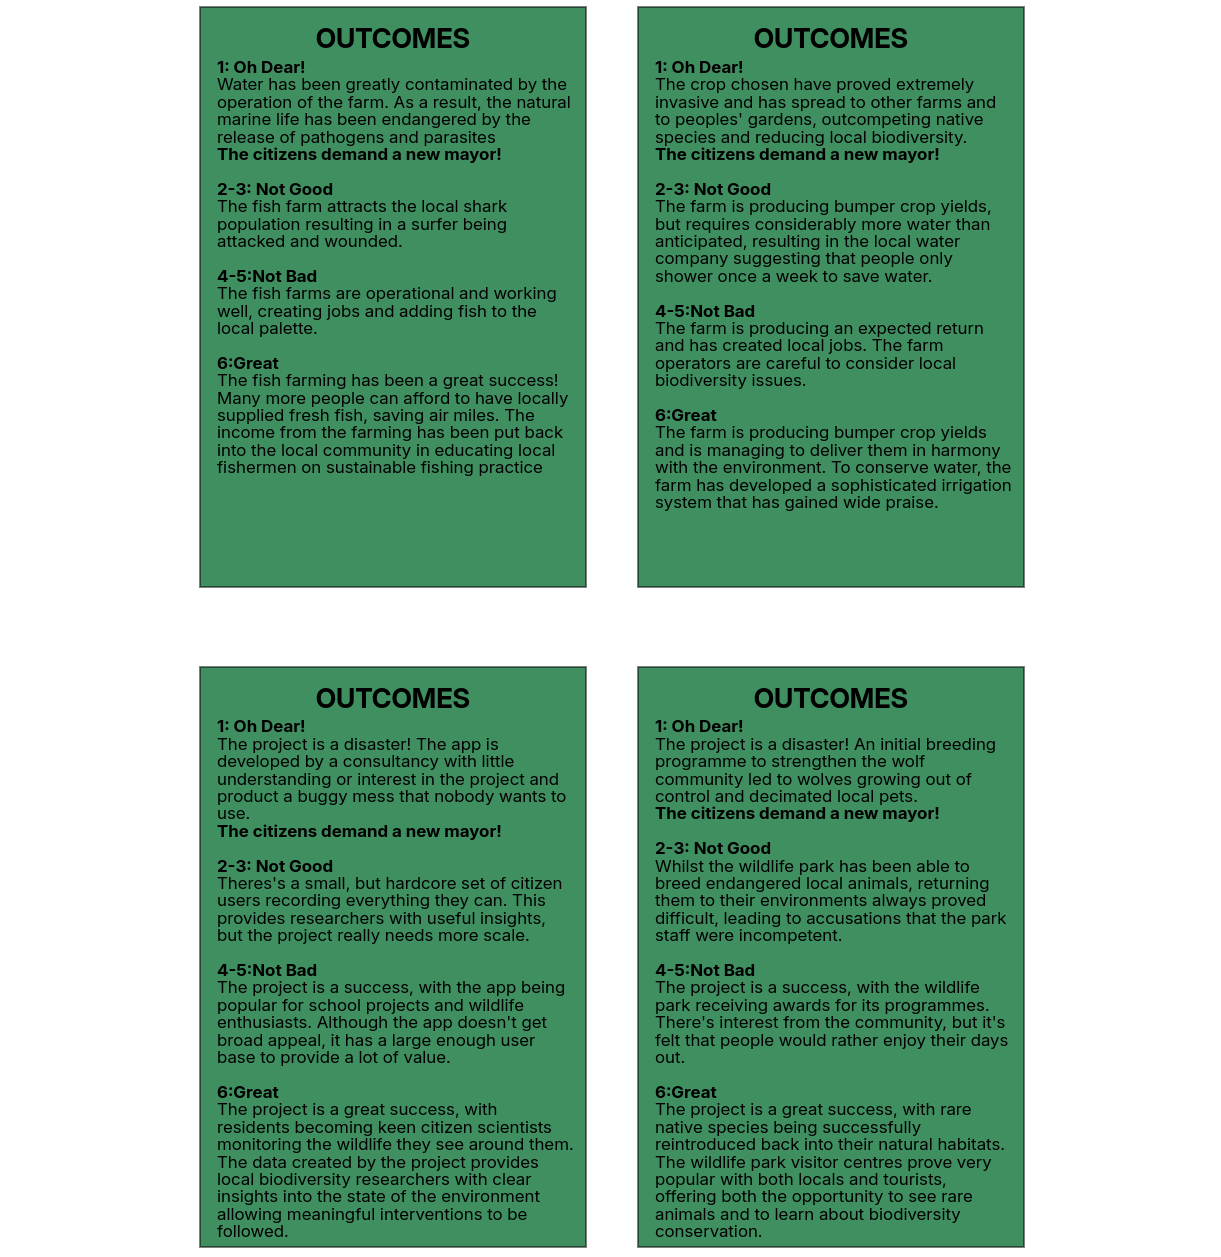 OUTCOMES
1: Oh Dear!
Water has been greatly contaminated by the
operation of the farm. As a result, the natural
marine life has been endangered by the
release of pathogens and parasites
The citizens demand a new mayor!
2-3: Not Good
The fish farm attracts the local shark
population resulting in a surfer being
attacked and wounded.
4-5:Not Bad
The fish farms are operational and working
well, creating jobs and adding fish to the
local palette.
6:Great
The fish farming has been a great success!
Many more people can afford to have locally
supplied fresh fish, saving air miles. The
income from the farming has been put back
into the local community in educating local
fishermen on sustainable fishing practice
OUTCOMES
1: Oh Dear!
The crop chosen have proved extremely
invasive and has spread to other farms and
to peoples' gardens, outcompeting native
species and reducing local biodiversity.
The citizens demand a new mayor!
2-3: Not Good
The farm is producing bumper crop yields,
but requires considerably more water than
anticipated, resulting in the local water
company suggesting that people only
shower once a week to save water.
4-5:Not Bad
The farm is producing an expected return
and has created local jobs. The farm
operators are careful to consider local
biodiversity issues.
6:Great
The farm is producing bumper crop yields
and is managing to deliver them in harmony
with the environment. To conserve water, the
farm has developed a sophisticated irrigation
system that has gained wide praise.
OUTCOMES
1: Oh Dear!
The project is a disaster! The app is
developed by a consultancy with little
understanding or interest in the project and
product a buggy mess that nobody wants to
use.
The citizens demand a new mayor!
2-3: Not Good
Theres's a small, but hardcore set of citizen
users recording everything they can. This
provides researchers with useful insights,
but the project really needs more scale.
4-5:Not Bad
The project is a success, with the app being
popular for school projects and wildlife
enthusiasts. Although the app doesn't get
broad appeal, it has a large enough user
base to provide a lot of value.
6:Great
The project is a great success, with
residents becoming keen citizen scientists
monitoring the wildlife they see around them.
The data created by the project provides
local biodiversity researchers with clear
insights into the state of the environment
allowing meaningful interventions to be
followed.
OUTCOMES
1: Oh Dear!
The project is a disaster! An initial breeding
programme to strengthen the wolf
community led to wolves growing out of
control and decimated local pets.
The citizens demand a new mayor!
2-3: Not Good
Whilst the wildlife park has been able to
breed endangered local animals, returning
them to their environments always proved
difficult, leading to accusations that the park
staff were incompetent.
4-5:Not Bad
The project is a success, with the wildlife
park receiving awards for its programmes.
There's interest from the community, but it's
felt that people would rather enjoy their days
out.
6:Great
The project is a great success, with rare
native species being successfully
reintroduced back into their natural habitats.
The wildlife park visitor centres prove very
popular with both locals and tourists,
offering both the opportunity to see rare
animals and to learn about biodiversity
conservation.